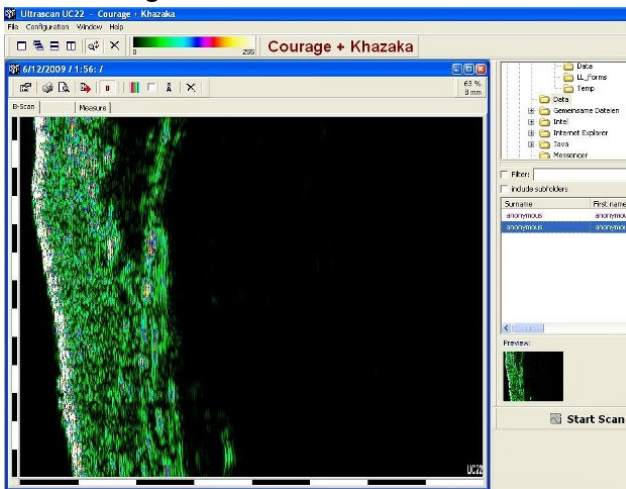 Ultrascan UC22 - Courage + Khazaka
File Configuration Window Help
0 255 Courage + Khazaka
6/12/2009 / 1:56: /
63 %
8 mm
B-Scan Measure
UC22
Data
LL_Forms
Temp
Data
Gemeinsame Dateien
Intel
Internet Explorer
Java
Messenger
Filter:
include subfolders
Surname First name
anonymous anonymous
anonymous anonymous
Preview:
Start Scan